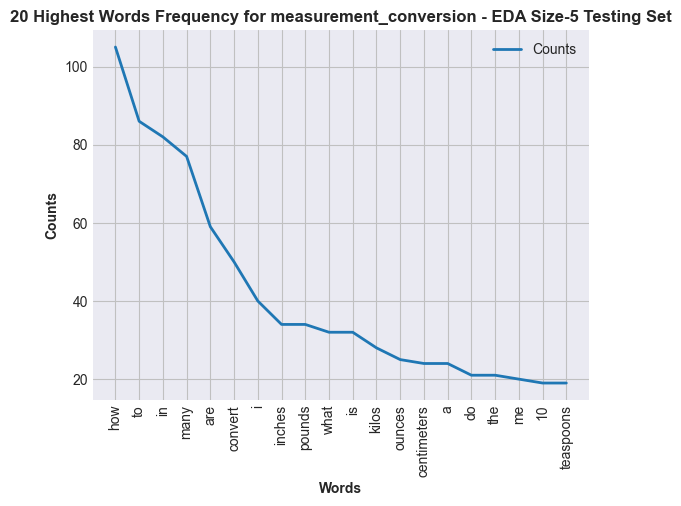 20 Highest Words Frequency for measurement_conversion - EDA Size-5 Testing Set
Counts
100
80
60
40
20
Counts
how
to
in
many
are
convert
i
inches
pounds
what
is
kilos
ounces
centimeters
a
do
the
me
10
teaspoons
Words